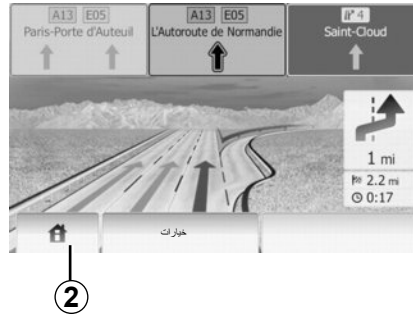 A13 E05
Paris-Porte d'Auteuil
A13 E05
L'Autoroute de Normandie
4
Saint-Cloud
1 mi
2.2 mi
0:17
خيارات
2